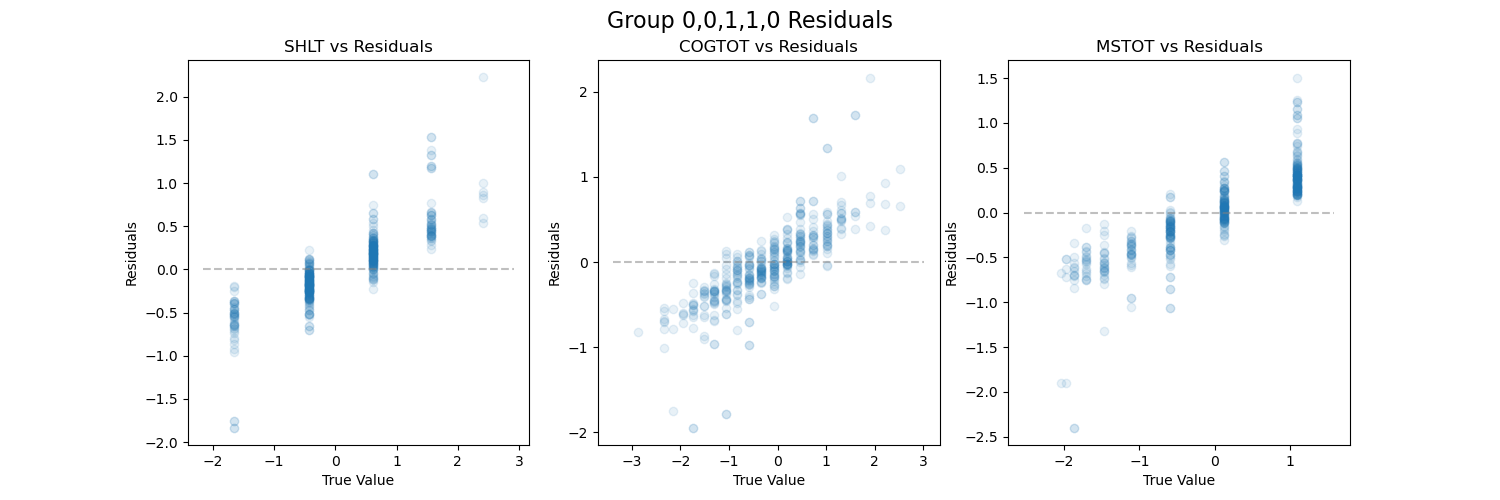 Group 0,0,1,1,0 Residuals
SHLT vs Residuals
COGTOT vs Residuals
MSTOT vs Residuals
2.0
1.5
1.0
0.5
0.0
−0.5
−1.0
−1.5
−2.0
Residuals
−2 −1 0 1 2 3
True Value
2
1
0
−1
−2
Residuals
−3 −2 −1 0 1 2 3
True Value
1.5
1.0
0.5
0.0
−0.5
−1.0
−1.5
−2.0
−2.5
Residuals
−2 −1 0 1
True Value